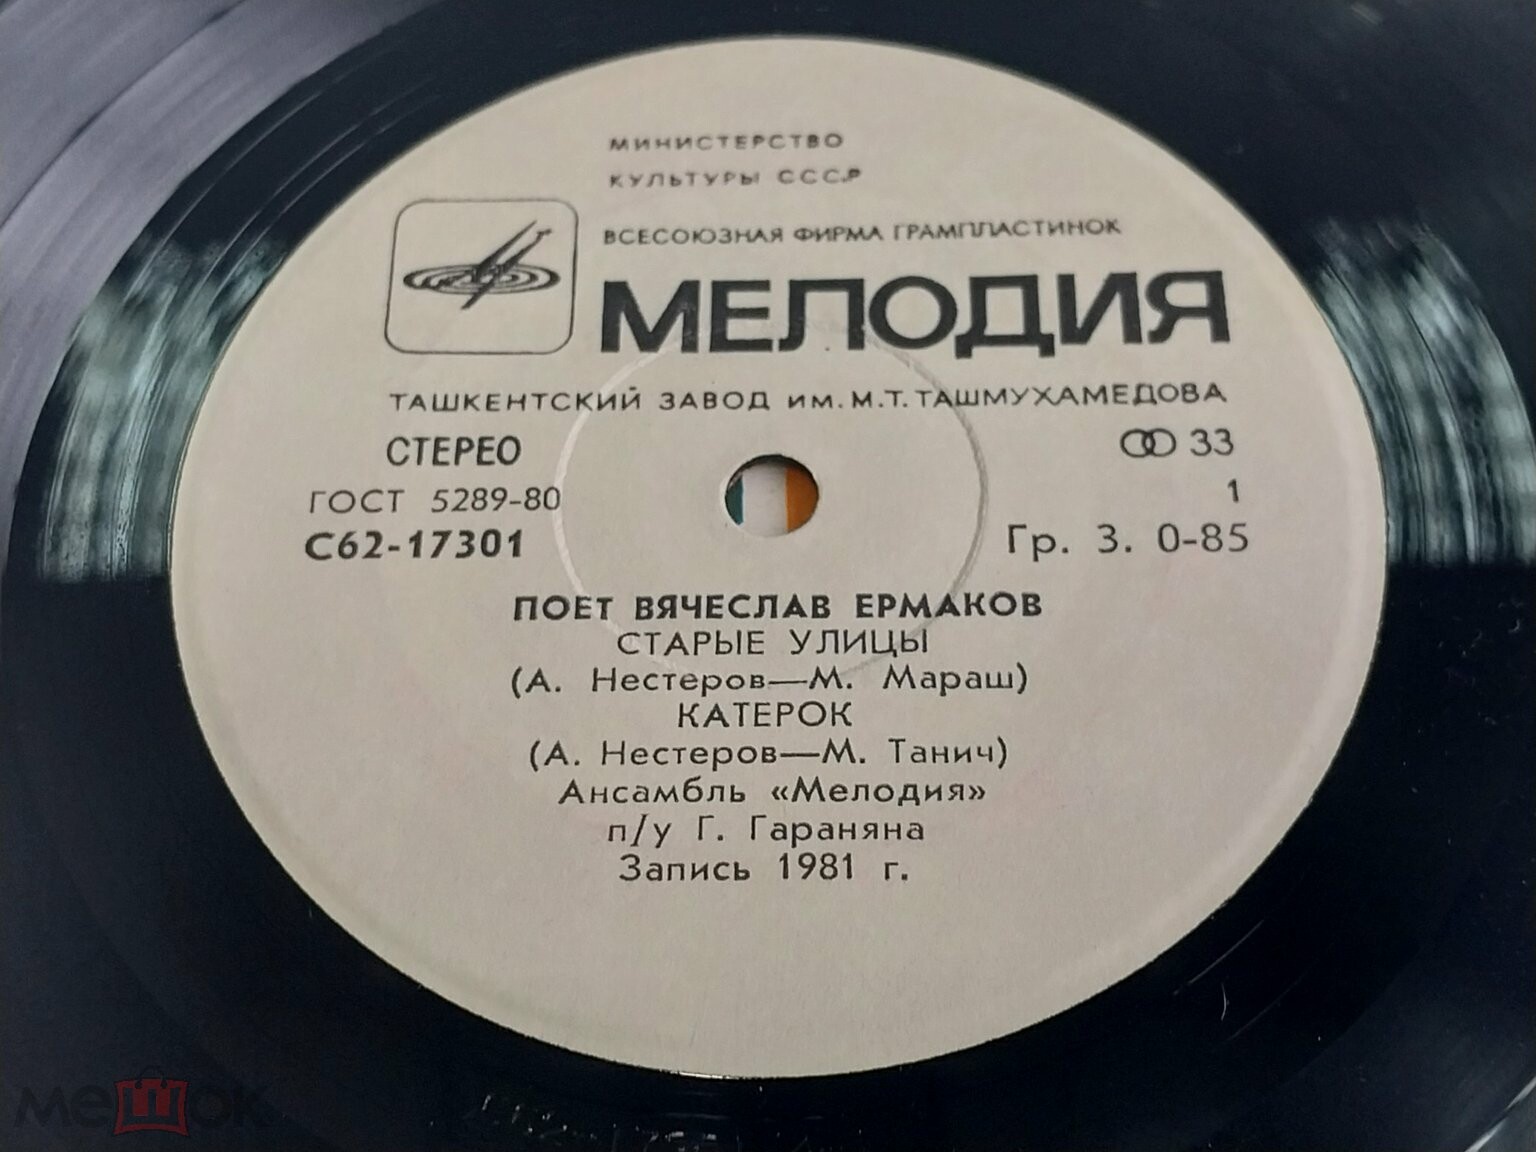 МИНИСТЕРСТВО
КУЛЬТУРЫ СССР
ВСЕСОЮЗНАЯ ФИРМА ГРАМПЛАСТИНОК
МЕЛОДИЯ
ТАШКЕНТСКИЙ ЗАВОД ИМ. М.Т. ТАШМУХАМЕДОВА
СТЕРЕО 33
ГОСТ 5289-80 1
С62-17301 Гр. 3. 0-85
ПОЕТ ВЯЧЕСЛАВ ЕРМАКОВ
СТАРЫЕ УЛИЦЫ
(А. Нестеров—М. Мараш)
КАТЕРОК
(А. Нестеров—М. Танич)
Ансамбль «Мелодия»
п/у Г. Гараняна
Запись 1981 г.
мешок